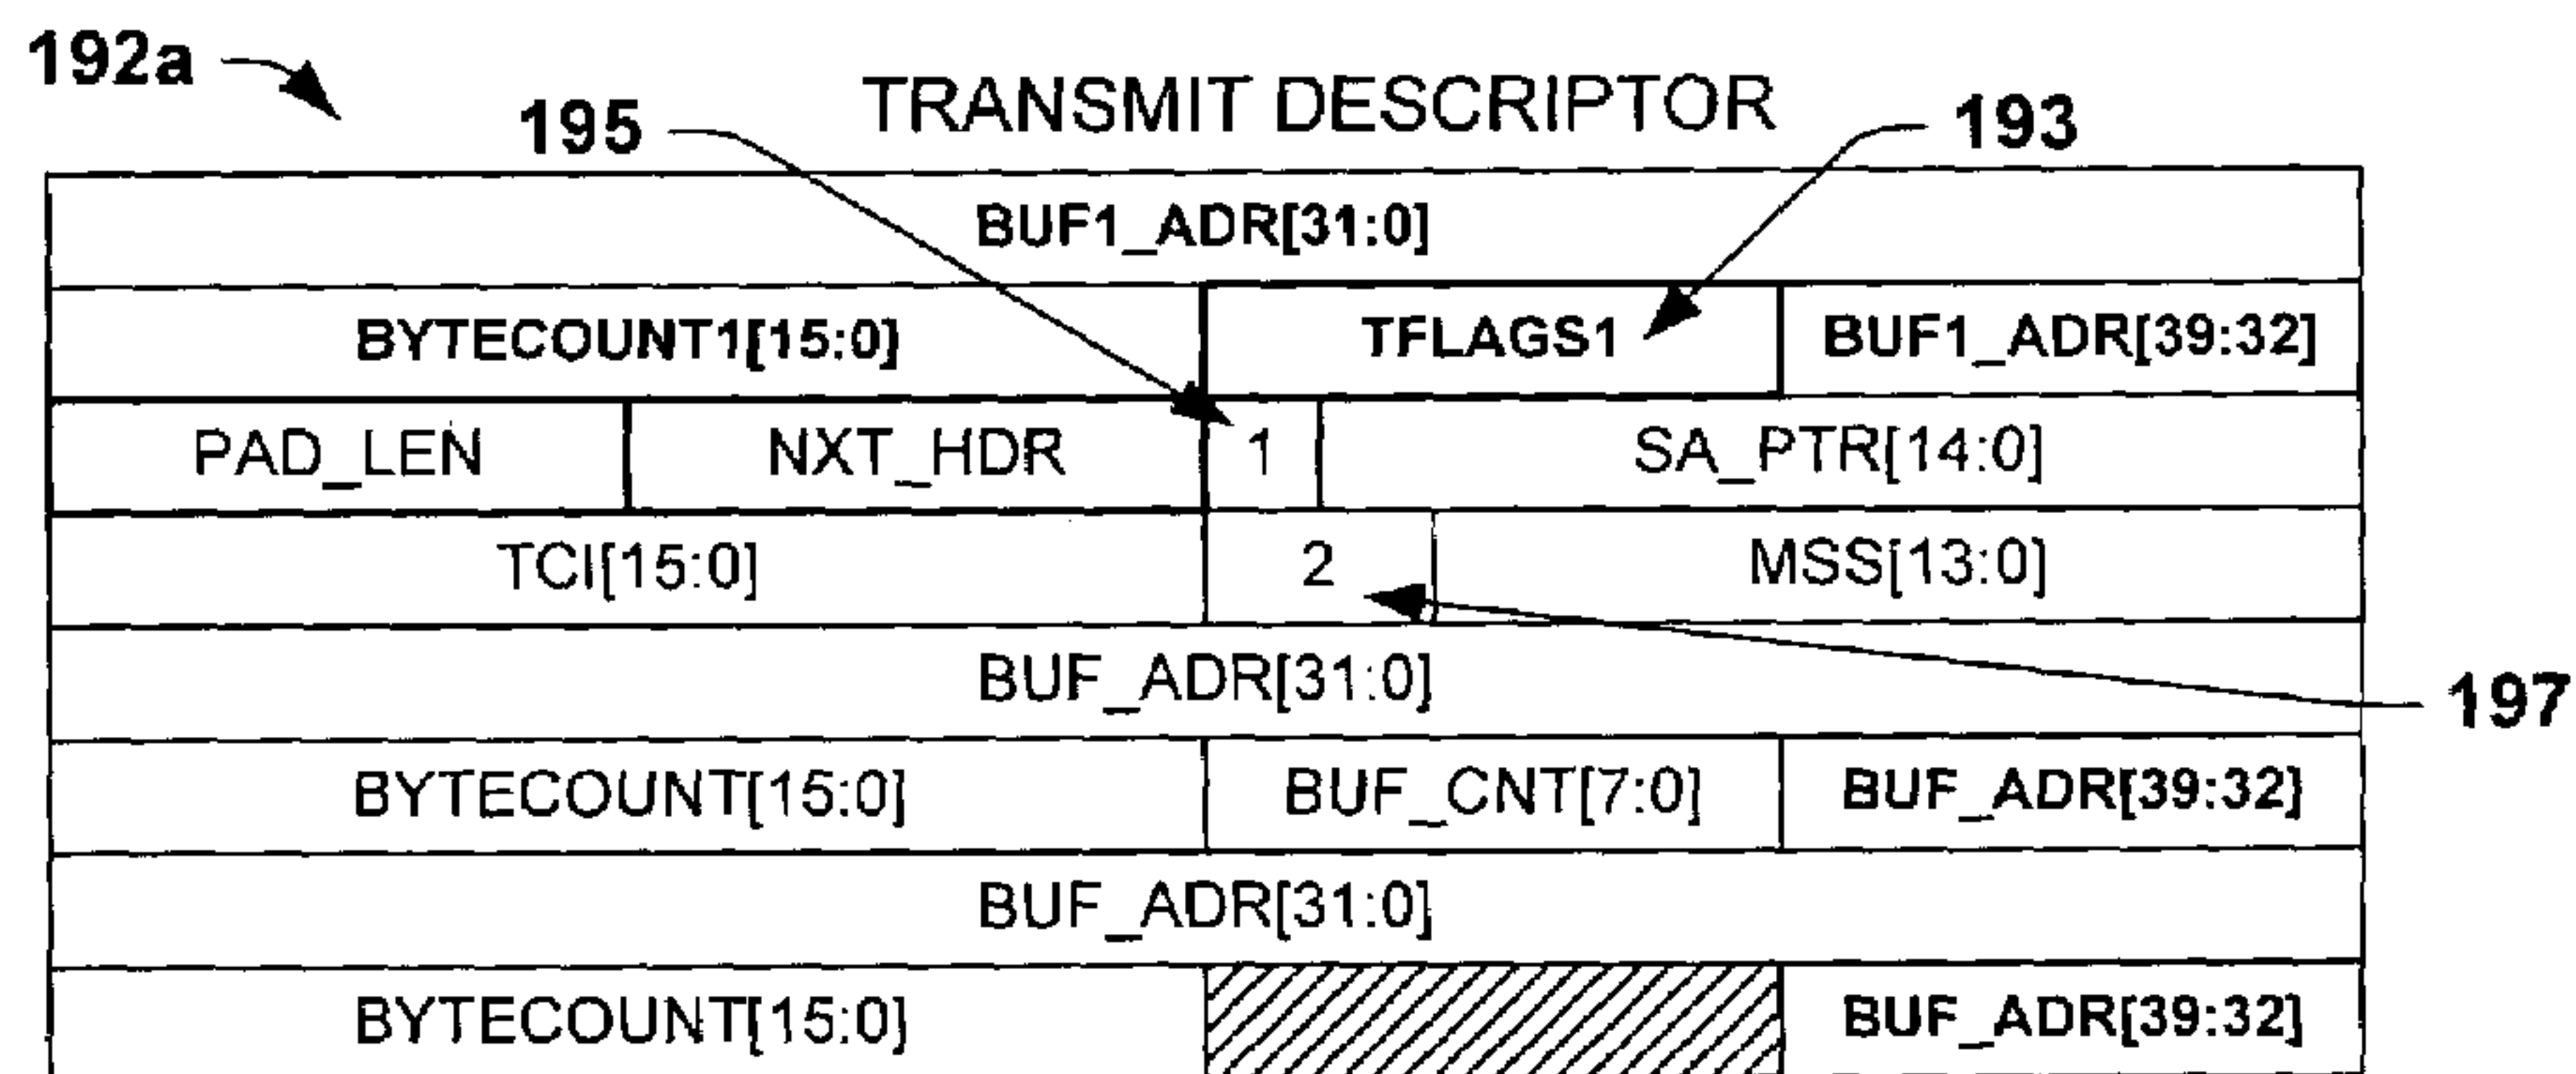 192a
TRANSMIT DESCRIPTOR
195 193
BUF1_ADR[31:0]
BYTECOUNT1[15:0] TFLAGS1 BUF1_ADR[39:32]
PAD_LEN NXT_HDR 1 SA_PTR[14:0]
TCI[15:0] 2 MSS[13:0]
BUF_ADR[31:0]
197
BYTECOUNT[15:0] BUF_CNT[7:0] BUF_ADR[39:32]
BUF_ADR[31:0]
BYTECOUNT[15:0] BUF_ADR[39:32]